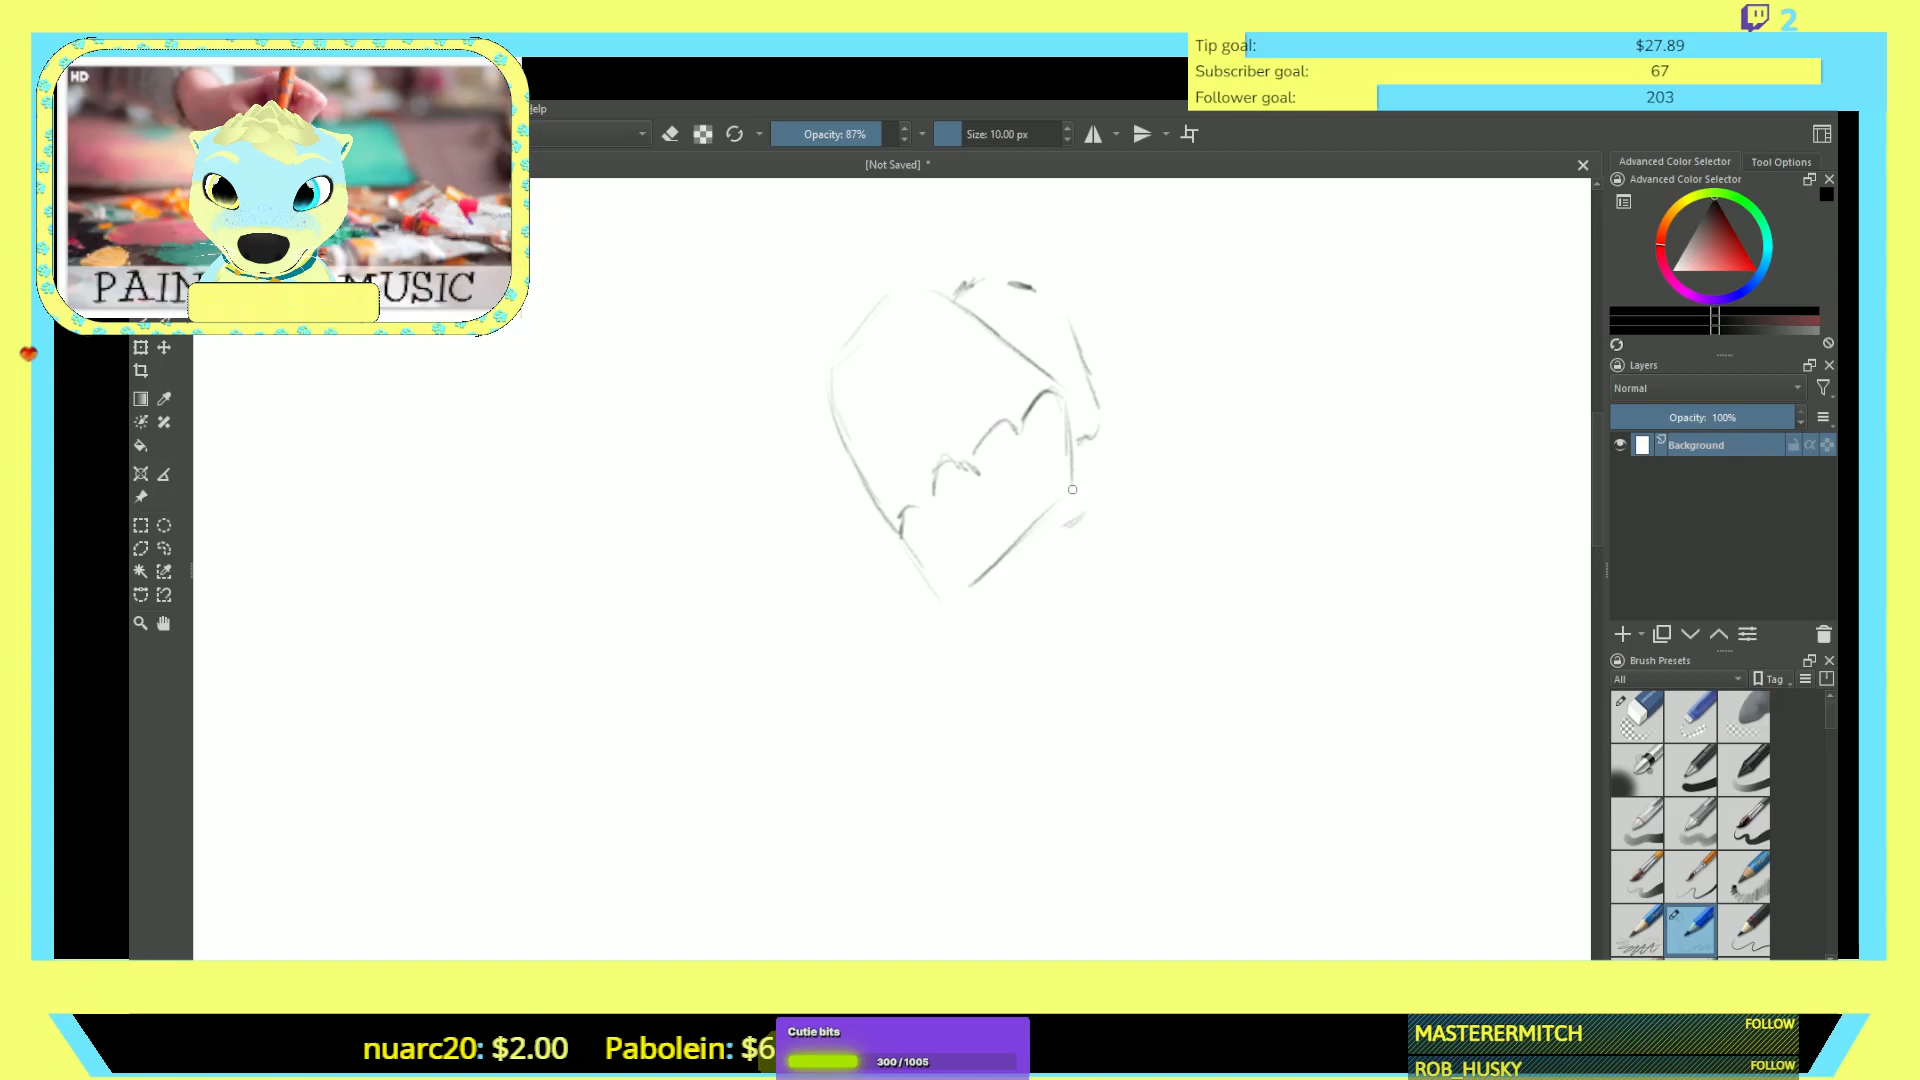 2
Tip goal: $27.89
Subscriber goal: 67
Follower goal: 203
HD
elp
Opacity: 87%
Size: 10.00 px
[Not Saved] *
Advanced Color Selector
Tool Options
Advanced Color Selector
MUSIC
PAIN
Layers
Normal
Opacity: 100%
Background
Brush Presets
All
Tag
nuarc20: $2.00 Pabolein: $6
Cutie bits
300/1005
MASTERERMITCH
FOLLOW
ROB_HUSKY
FOLLOW